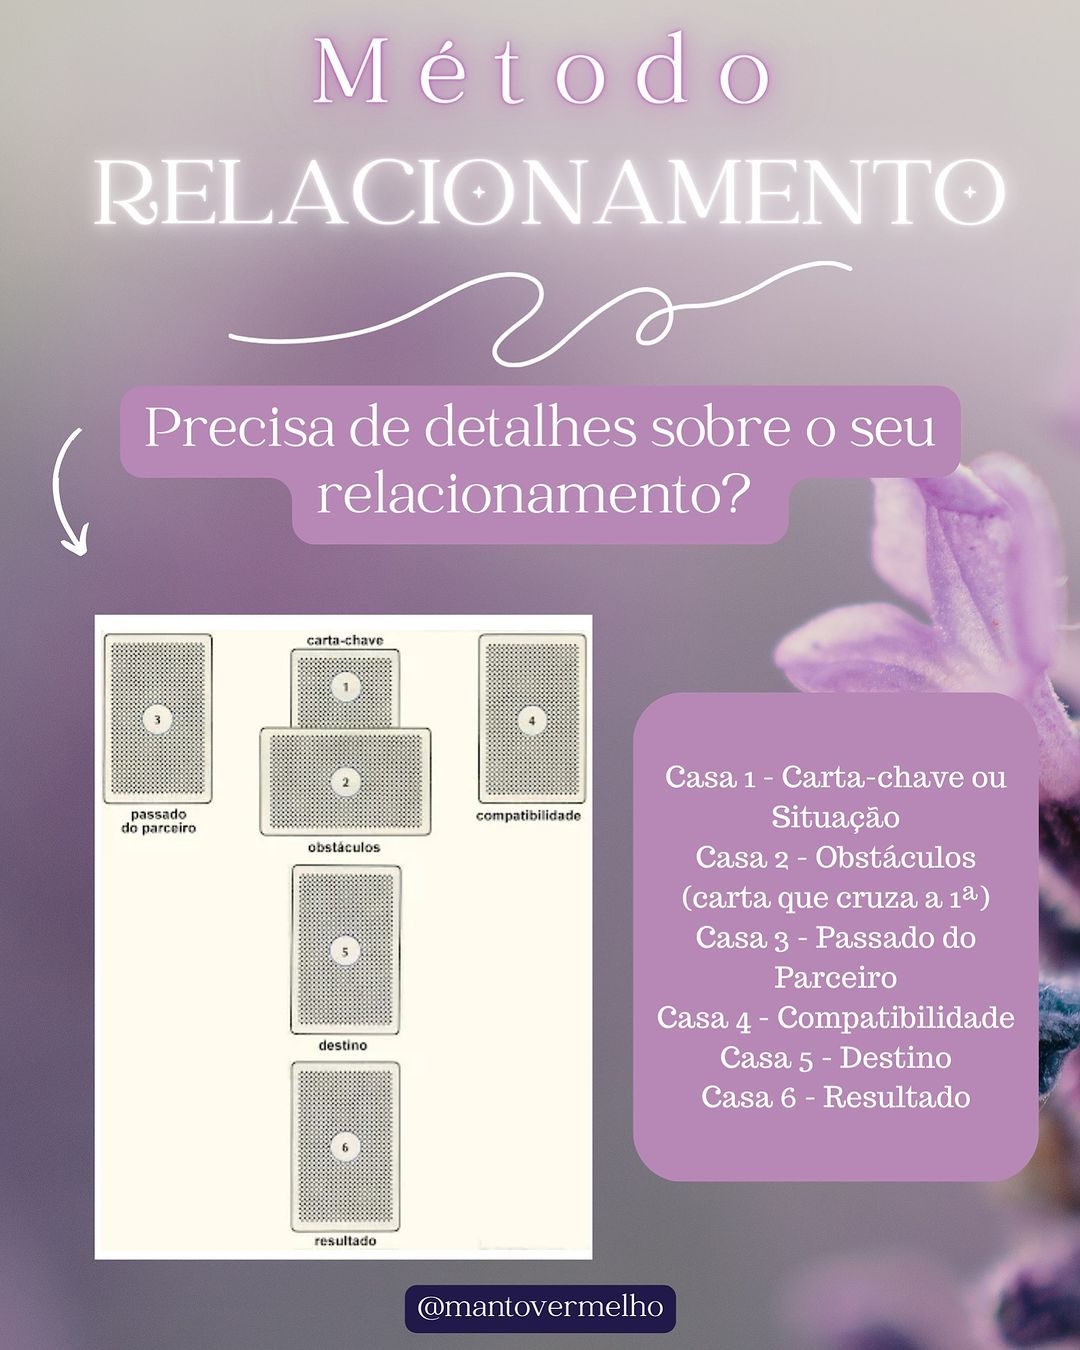 Método
RELACIONAMENTO
Precisa de detalhes sobre o seu
relacionamento?
carta-chave
3
1
4
2
passado
do parceiro
compatibilidade
obstáculos
5
destino
6
resultado
Casa 1 - Carta-chave ou
Situação
Casa 2 - Obstáculos
(carta que cruza a 1ª)
Casa 3 - Passado do
Parceiro
Casa 4 - Compatibilidade
Casa 5 - Destino
Casa 6 - Resultado
@mantovermelho